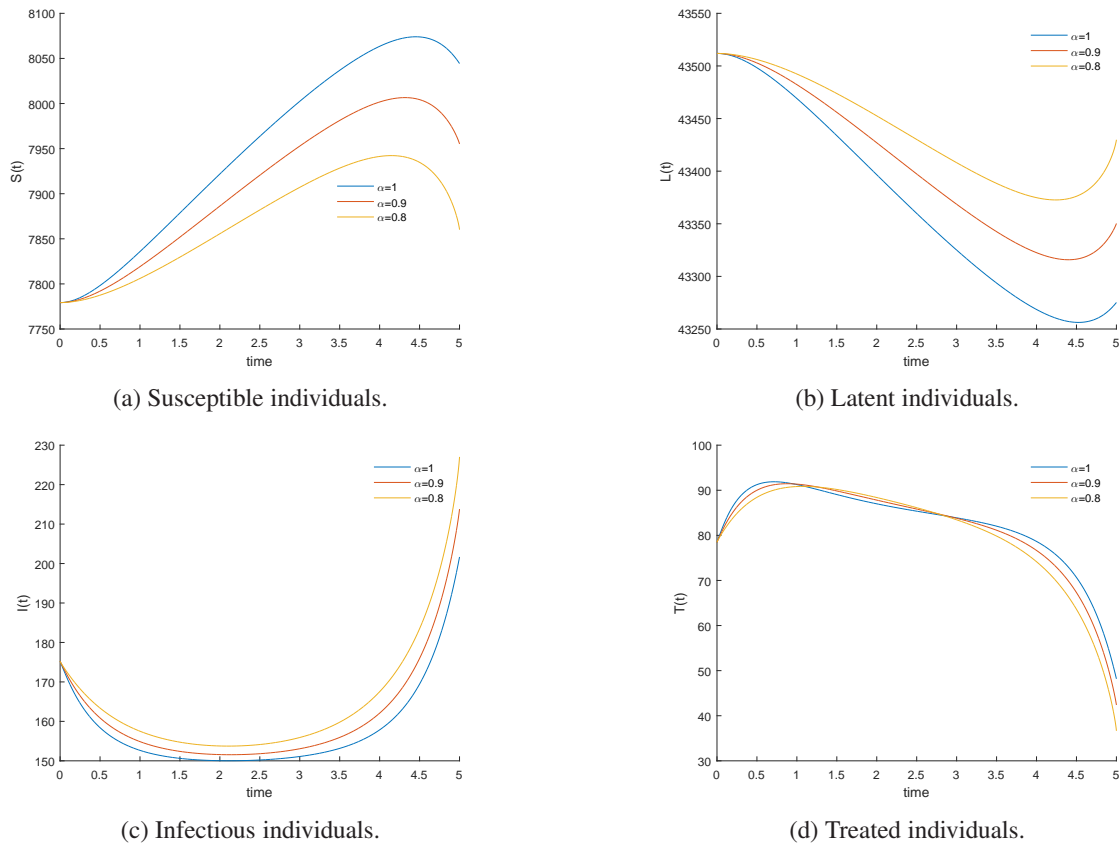 8100
8050
8000
7950
7900
7850
7800
7750
S(t)
α=1
α=0.9
α=0.8
0 0.5 1 1.5 2 2.5 3 3.5 4 4.5 5
time
(a) Susceptible individuals.
43500
43450
43400
43350
43300
43250
L(t)
α=1
α=0.9
α=0.8
0 0.5 1 1.5 2 2.5 3 3.5 4 4.5 5
time
(b) Latent individuals.
230
220
210
200
190
180
170
160
150
I(t)
α=1
α=0.9
α=0.8
0 0.5 1 1.5 2 2.5 3 3.5 4 4.5 5
time
(c) Infectious individuals.
100
90
80
70
60
50
40
30
T(t)
α=1
α=0.9
α=0.8
0 0.5 1 1.5 2 2.5 3 3.5 4 4.5 5
time
(d) Treated individuals.